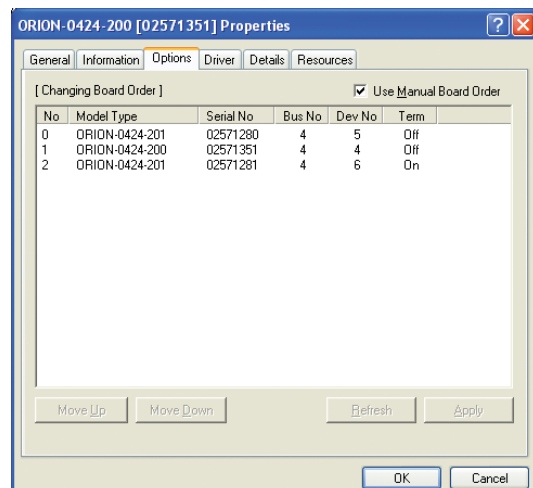 ORION-0424-200 [02571351] Properties
General Information Options Driver Details Resources
[ Changing Board Order ] Use Manual Board Order
No Model Type Serial No Bus No Dev No Term
0 ORION-0424-201 02571280 4 5 Off
1 ORION-0424-200 02571351 4 4 Off
2 ORION-0424-201 02571281 4 6 On
Move Up Move Down Refresh Apply
OK Cancel